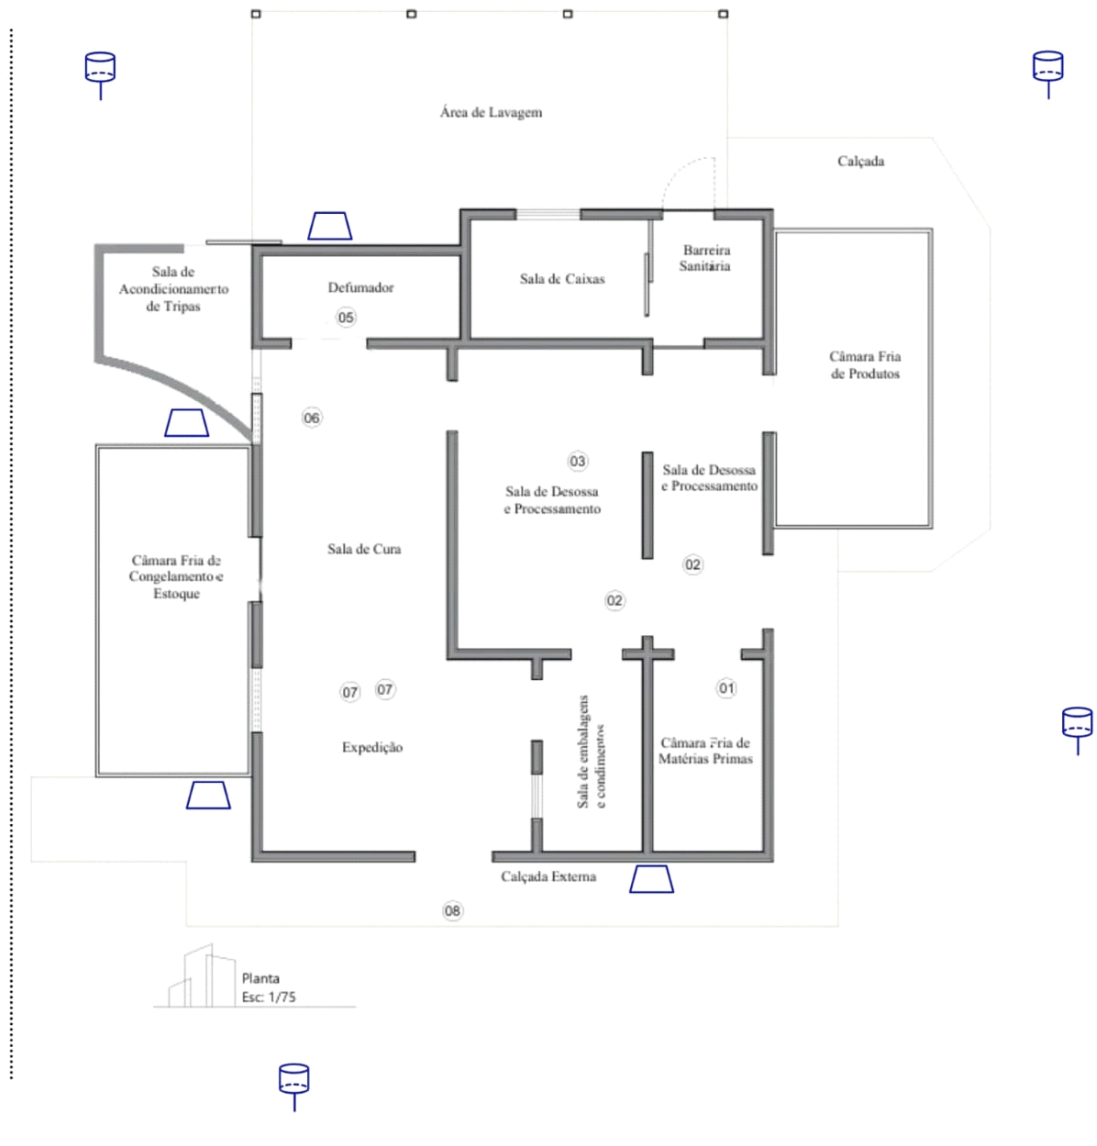 Área de Lavagem
Calçada
Sala de
Acondicionamento
de Tripas
Defumador
05
Sala de Caixas
Barreira
Sanitária
Câmara Fria
de Produtos
06
03
Sala de Desossa
e Processamento
Sala de Desossa
e Processamento
Sala de Cura
Câmara Fria de
Congelamento e
Estoque
02
02
07
07
01
Expedição
Sala de embalagens
e condimentos
Câmara Fria de
Matérias Primas
Calçada Externa
08
Planta
Esc: 1/75